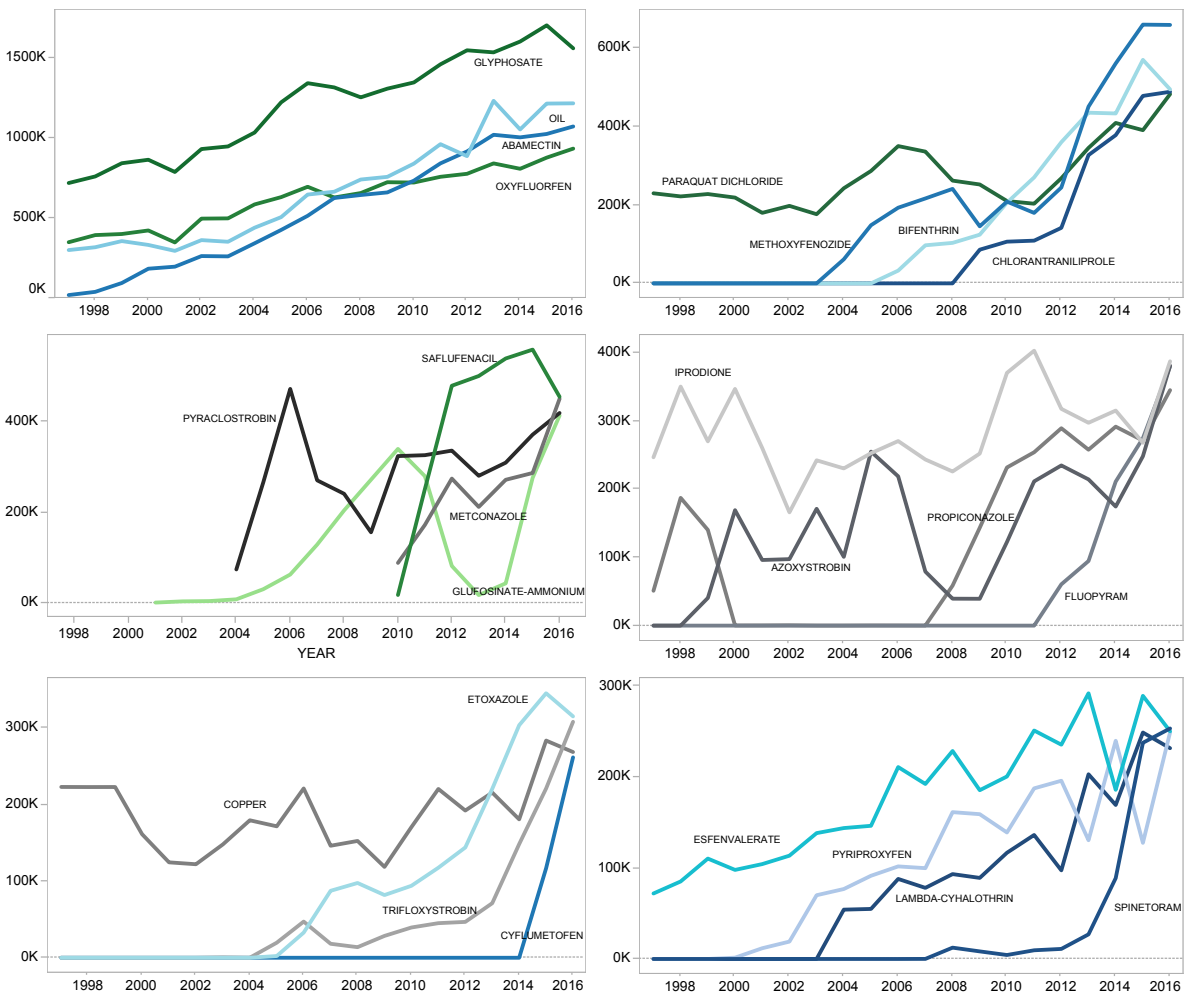 1500K
GLYPHOSATE
1000K
OIL
ABAMECTIN
OXYFLUORFEN
500K
0K
1998 2000 2002 2004 2006 2008 2010 2012 2014 2016
600K
400K
PARAQUAT DICHLORIDE
200K
BIFENTHRIN
METHOXYFENOZIDE
CHLORANTRANILIPROLE
0K
1998 2000 2002 2004 2006 2008 2010 2012 2014 2016
SAFLUFENACIL
PYRACLOSTROBIN
400K
METCONAZOLE
200K
GLUFOSINATE-AMMONIUM
0K
1998 2000 2002 2004 2006 2008 2010 2012 2014 2016
YEAR
400K
IPRODIONE
300K
200K
PROPICONAZOLE
100K
AZOXYSTROBIN
FLUOPYRAM
0K
1998 2000 2002 2004 2006 2008 2010 2012 2014 2016
ETOXAZOLE
300K
COPPER
200K
100K
TRIFLOXYSTROBIN
CYFLUMETOFEN
0K
1998 2000 2002 2004 2006 2008 2010 2012 2014 2016
300K
200K
ESFENVALERATE
PYRIPROXYFEN
100K
LAMBDA-CYHALOTHRIN
SPINETORAM
0K
1998 2000 2002 2004 2006 2008 2010 2012 2014 2016